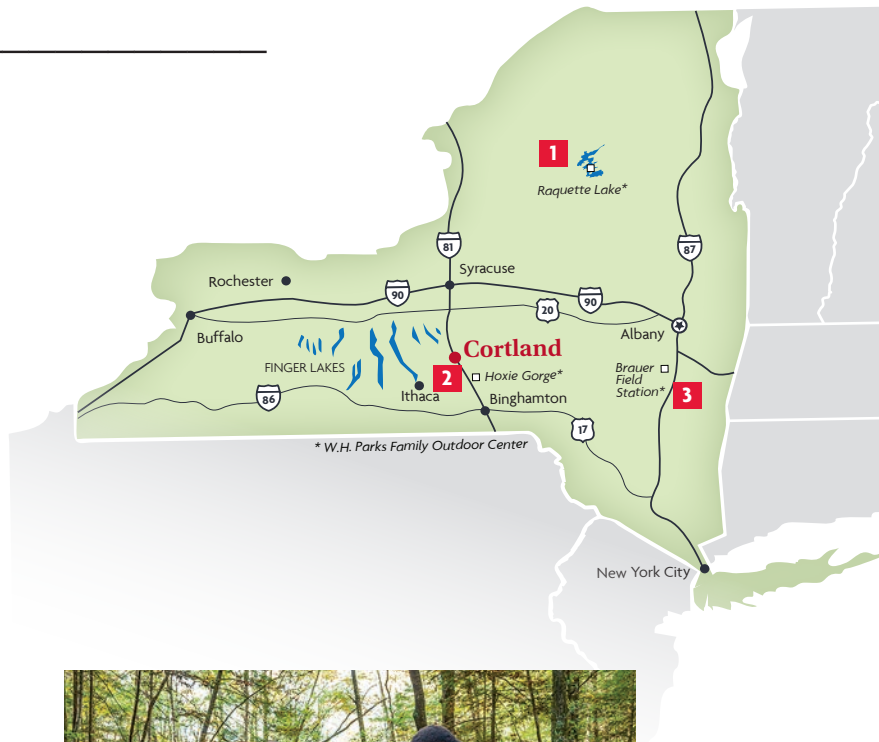 1
Raquette Lake*
81
87
Syracuse
Rochester
90
90
20
Buffalo
Albany
Cortland
FINGER LAKES
2
Hoxie Gorge*
Brauer
Field
Station*
3
Ithaca
86
Binghamton
17
* W.H. Parks Family Outdoor Center
New York City